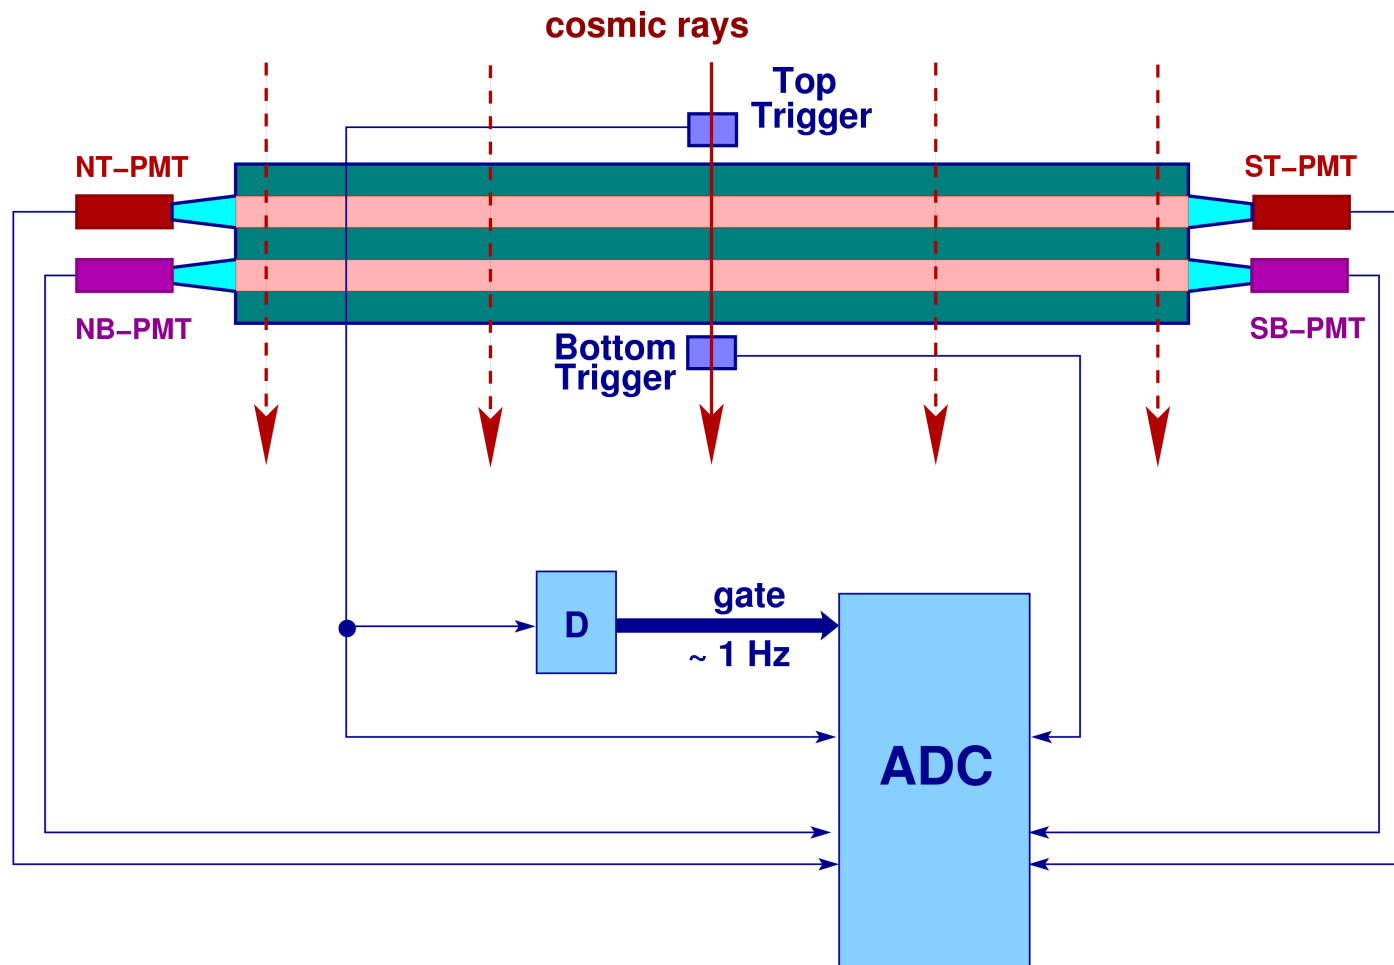 cosmic rays
Top
Trigger
NT–PMT
ST–PMT
NB–PMT
SB–PMT
Bottom
Trigger
D
gate
~ 1 Hz
ADC